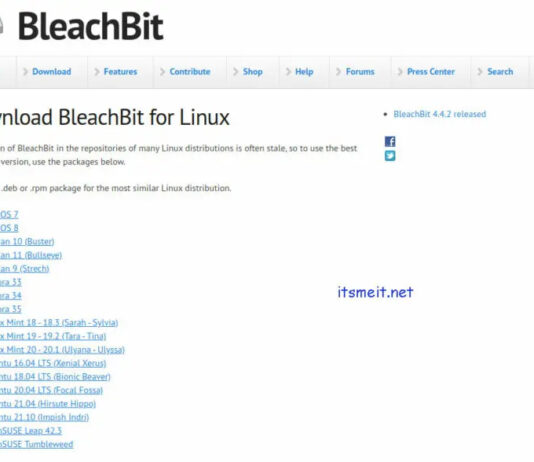 BleachBit
Download
Features
Contribute
Shop
Help
Forums
Press Center
Search
nload BleachBit for Linux
BleachBit 4.4.2 released
n of BleachBit in the repositories of many Linux distributions is often stale, so to use the best
version, use the packages below.
.deb or .rpm package for the most similar Linux distribution.
OS 7
OS 8
an 10 (Buster)
an 11 (Bullseye)
an 9 (Strech)
ora 33
ora 34
ora 35
x Mint 18 - 18.3 (Sarah - Sylvia)
x Mint 19 - 19.2 (Tara - Tina)
x Mint 20 - 20.1 (Ulyana - Ulyssa)
ntu 16.04 LTS (Xenial Xerus)
ntu 18.04 LTS (Bionic Beaver)
ntu 20:04 LTS (Focal Fossa)
ntu 21.04 (Hirsute Hippo)
ntu 21.10 (Impish Indri)
nSUSE Leap 42.3
nSUSE Tumbleweed
itsmeit.net